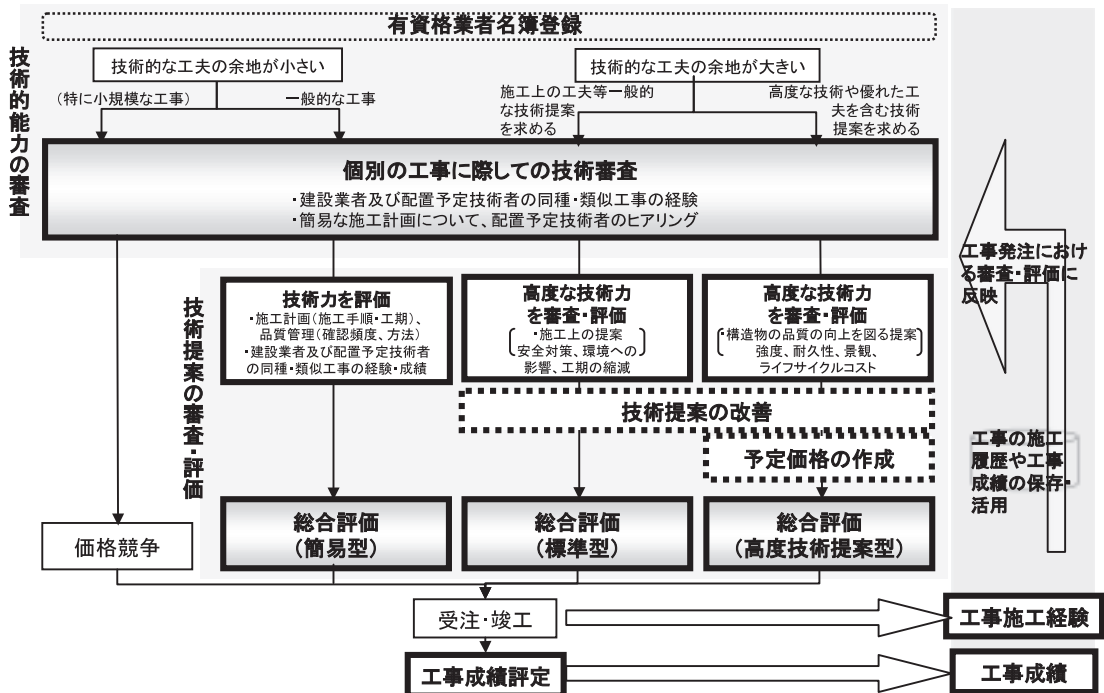 有資格業者名簿登録
技術的能力の審査
技術的な工夫の余地が小さい
技術的な工夫の余地が大きい
(特に小規模な工事)
一般的な工事
施工上の工夫等一般的
な技術提案
を求める
高度な技術や優れた工
夫を含む技術
提案を求める
個別の工事に際しての技術審査
・建設業者及び配置予定技術者の同種・類似工事の経験
・簡易な施工計画について、配置予定技術者のヒアリング
工事発注におけ
る審査・評価に
反映
技術提案の審査・評価
技術力を評価
・施工計画(施工手順・工期)、
品質管理(確認頻度、方法)
・建設業者及び配置予定技術者
の同種・類似工事の経験・成績
高度な技術力
を審査・評価
・施工上の提案
安全対策、環境への
影響、工期の縮減
高度な技術力
を審査・評価
・構造物の品質の向上を図る提案
強度、耐久性、景観、
ライフサイクルコスト
技術提案の改善
予定価格の作成
工事の施工
履歴や工事
成績の保存・
活用
価格競争
総合評価
(簡易型)
総合評価
(標準型)
総合評価
(高度技術提案型)
受注・竣工
工事施工経験
工事成績評定
工事成績